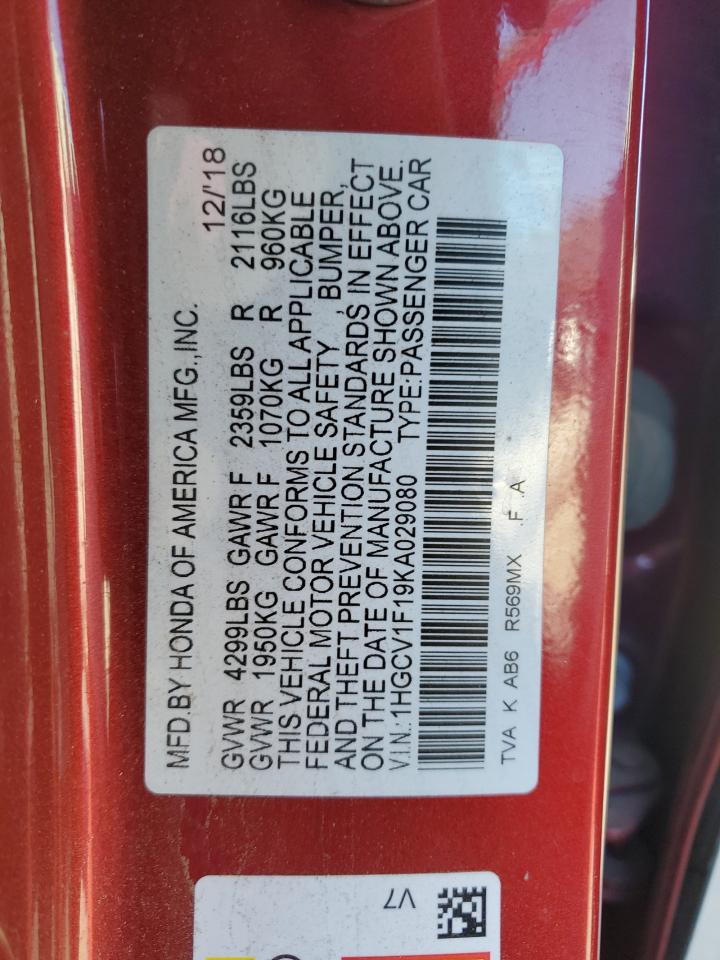 MFD.BY HONDA OF AMERICA MFG.,INC. 12/'18
GVWR 4299LBS GAWR F 2359LBS R 2116LBS
GVWR 1950KG GAWR F 1070KG R 960KG
THIS VEHICLE CONFORMS TO ALL APPLICABLE
FEDERAL MOTOR VEHICLE SAFETY , BUMPER,
AND THEFT PREVENTION STANDARDS IN EFFECT
ON THE DATE OF MANUFACTURE SHOWN ABOVE.
V.I.N.:1HGCV1F19KA029080 TYPE:PASSENGER CAR
TVA K AB6 R569MX .F .A
V7